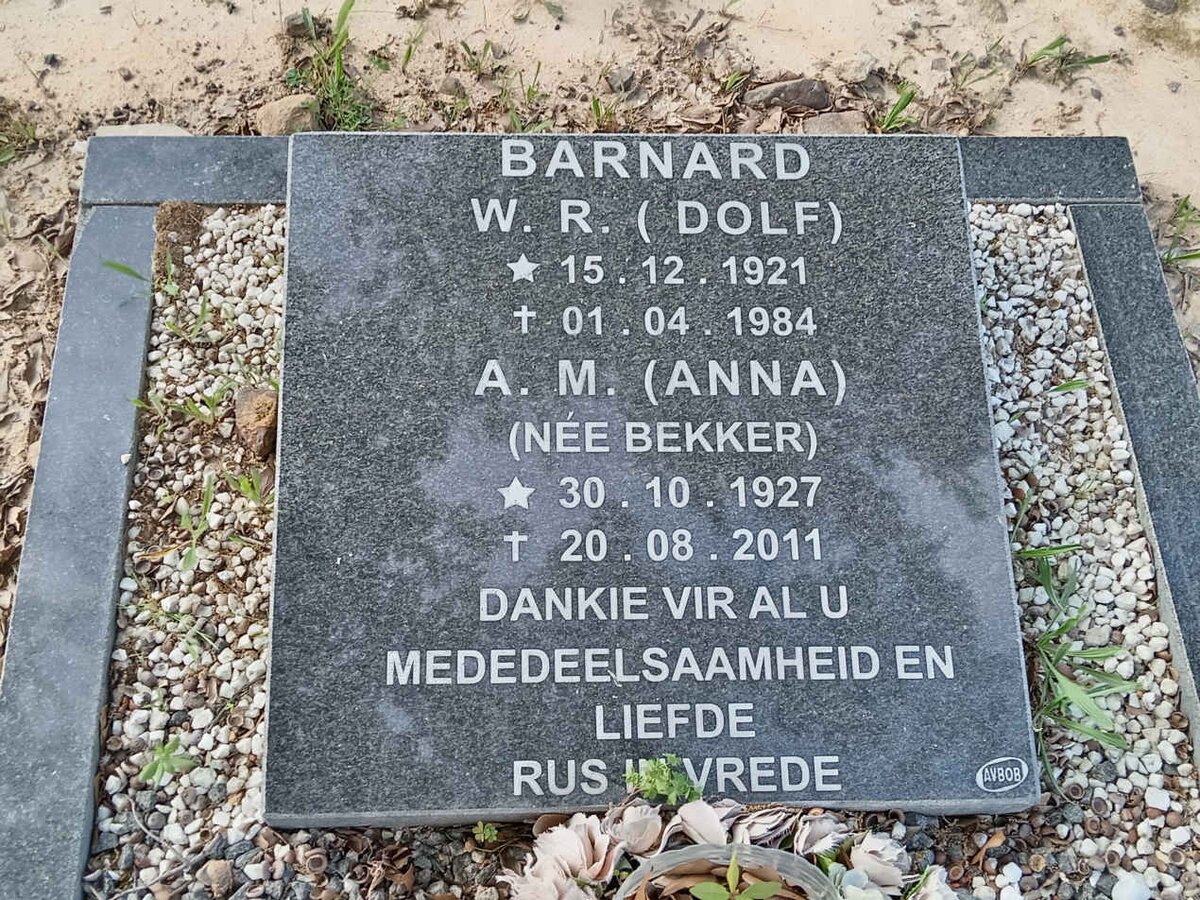 BARNARD
W. R. ( DOLF)
★ 15 . 12 . 1921
✝ 01 . 04 . 1984
A. M. (ANNA)
(NÉE BEKKER)
★ 30 . 10 . 1927
✝ 20 . 08 . 2011
DANKIE VIR AL U
MEDEDEELSAAMHEID EN
LIEFDE
RUS IN VREDE
AVBOB